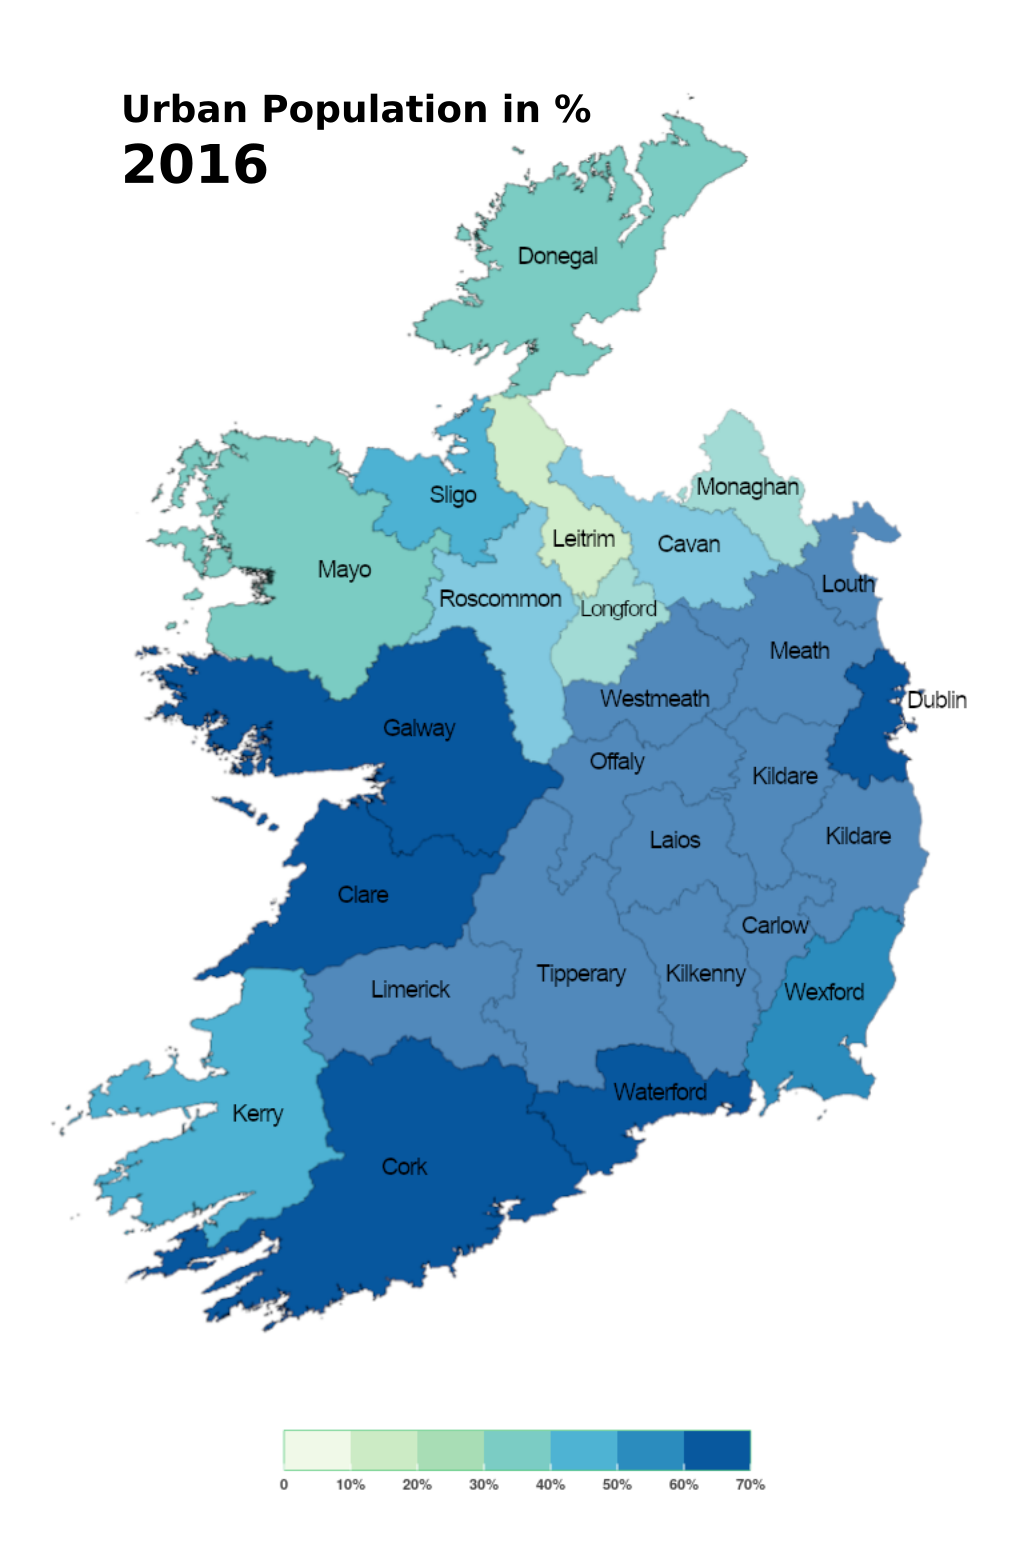 Urban Population in %
2016
Donegal
Monaghan
Sligo
Leitrim
Cavan
Mayo
Louth
Roscommon
Longford
Meath
Westmeath
Dublin
Galway
Offaly
Kildare
Laios
Kildare
Clare
Carlow
Tipperary
Kilkenny
Limerick
Wexford
Waterford
Kerry
Cork
0 10% 20% 30% 40% 50% 60% 70%